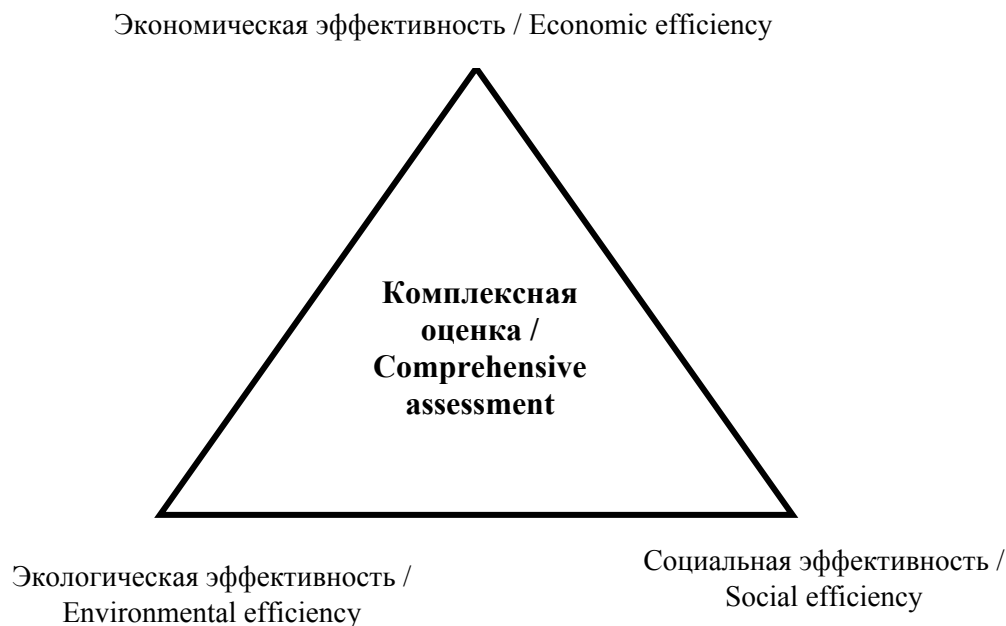 Экономическая эффективность / Economic efficiency
Комплексная
оценка /
Comprehensive
assessment
Экологическая эффективность /
Environmental efficiency
Социальная эффективность /
Social efficiency